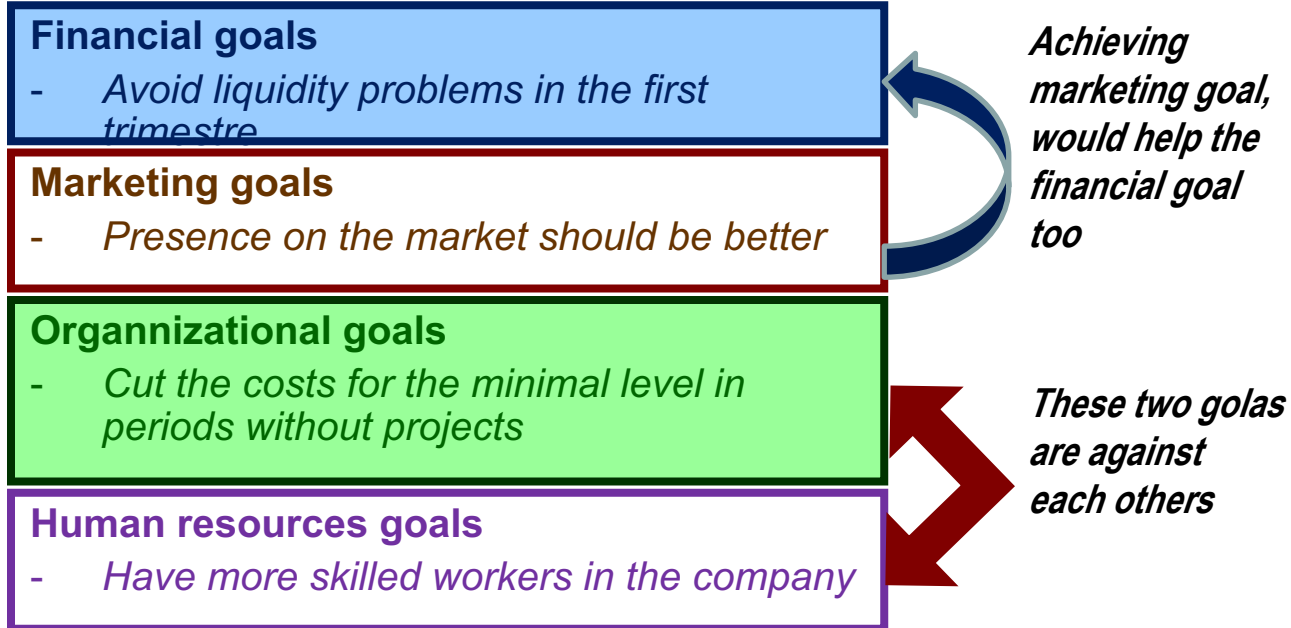 Financial goals
- Avoid liquidity problems in the first
trimestre
Marketing goals
- Presence on the market should be better
Organnizational goals
- Cut the costs for the minimal level in
periods without projects
Human resources goals
- Have more skilled workers in the company
Achieving
marketing goal,
would help the
financial goal
too
These two golas
are against
each others